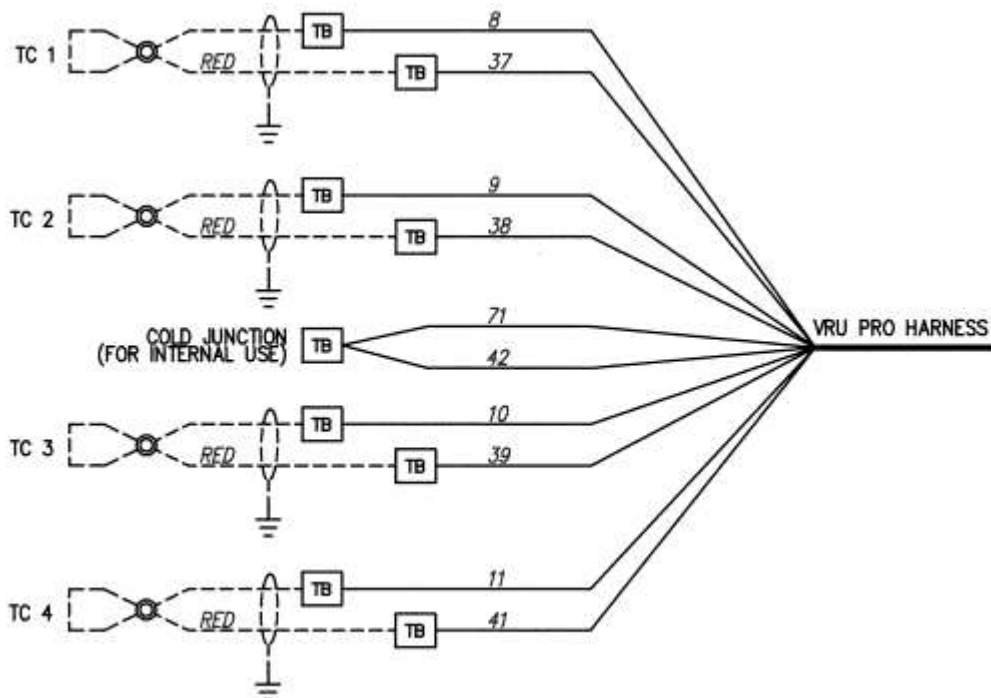 TB
8
TC 1
RED
TB
37
TB
9
TC 2
RED
TB
38
71
COLD JUNCTION
(FOR INTERNAL USE)
TB
VRU PRO HARNESS
42
TB
10
TC 3
RED
TB
39
TB
11
TC 4
RED
TB
41